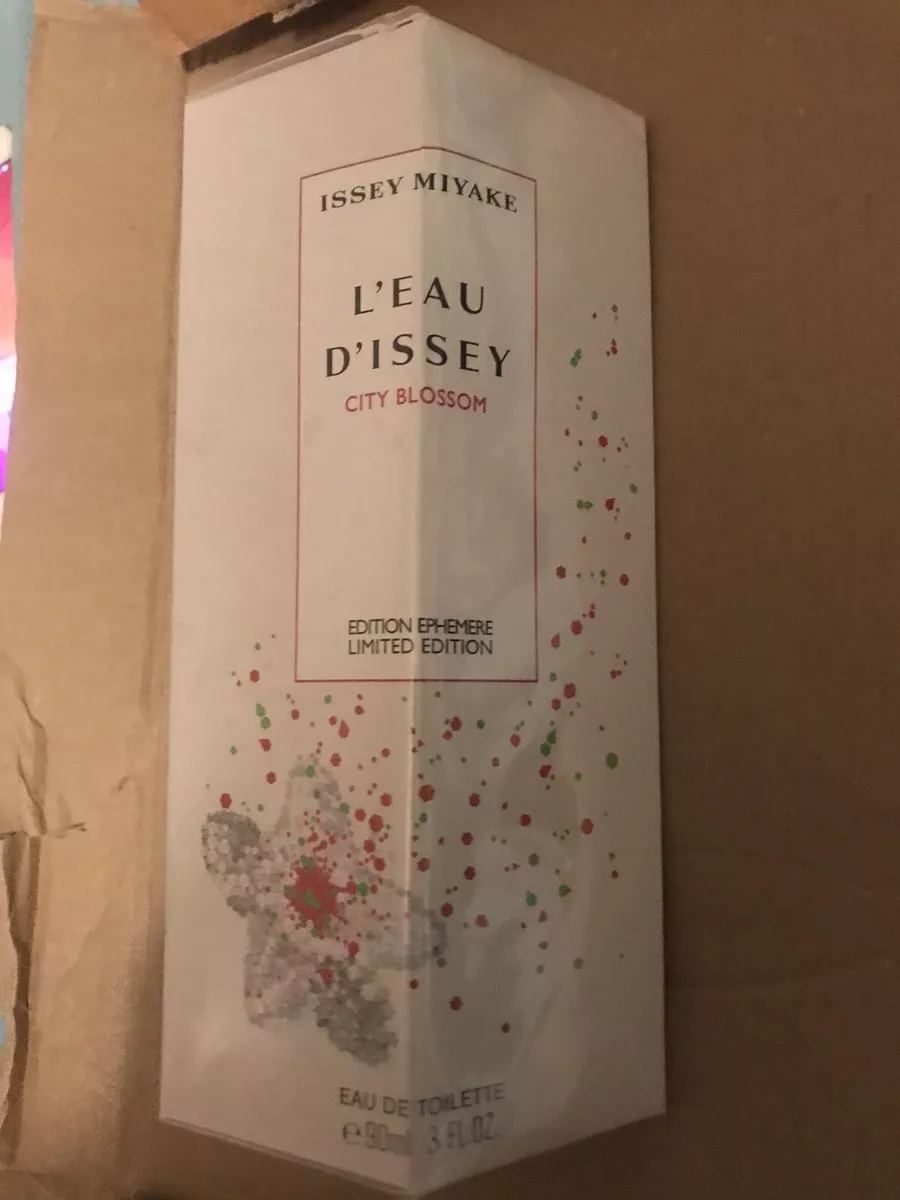 ISSEY MIYAKE
L'EAU
D'ISSEY
CITY BLOSSOM
EDITION EPHEMERE
LIMITED EDITION
EAU DE TOILETTE
e 90ml 3 FL.OZ.